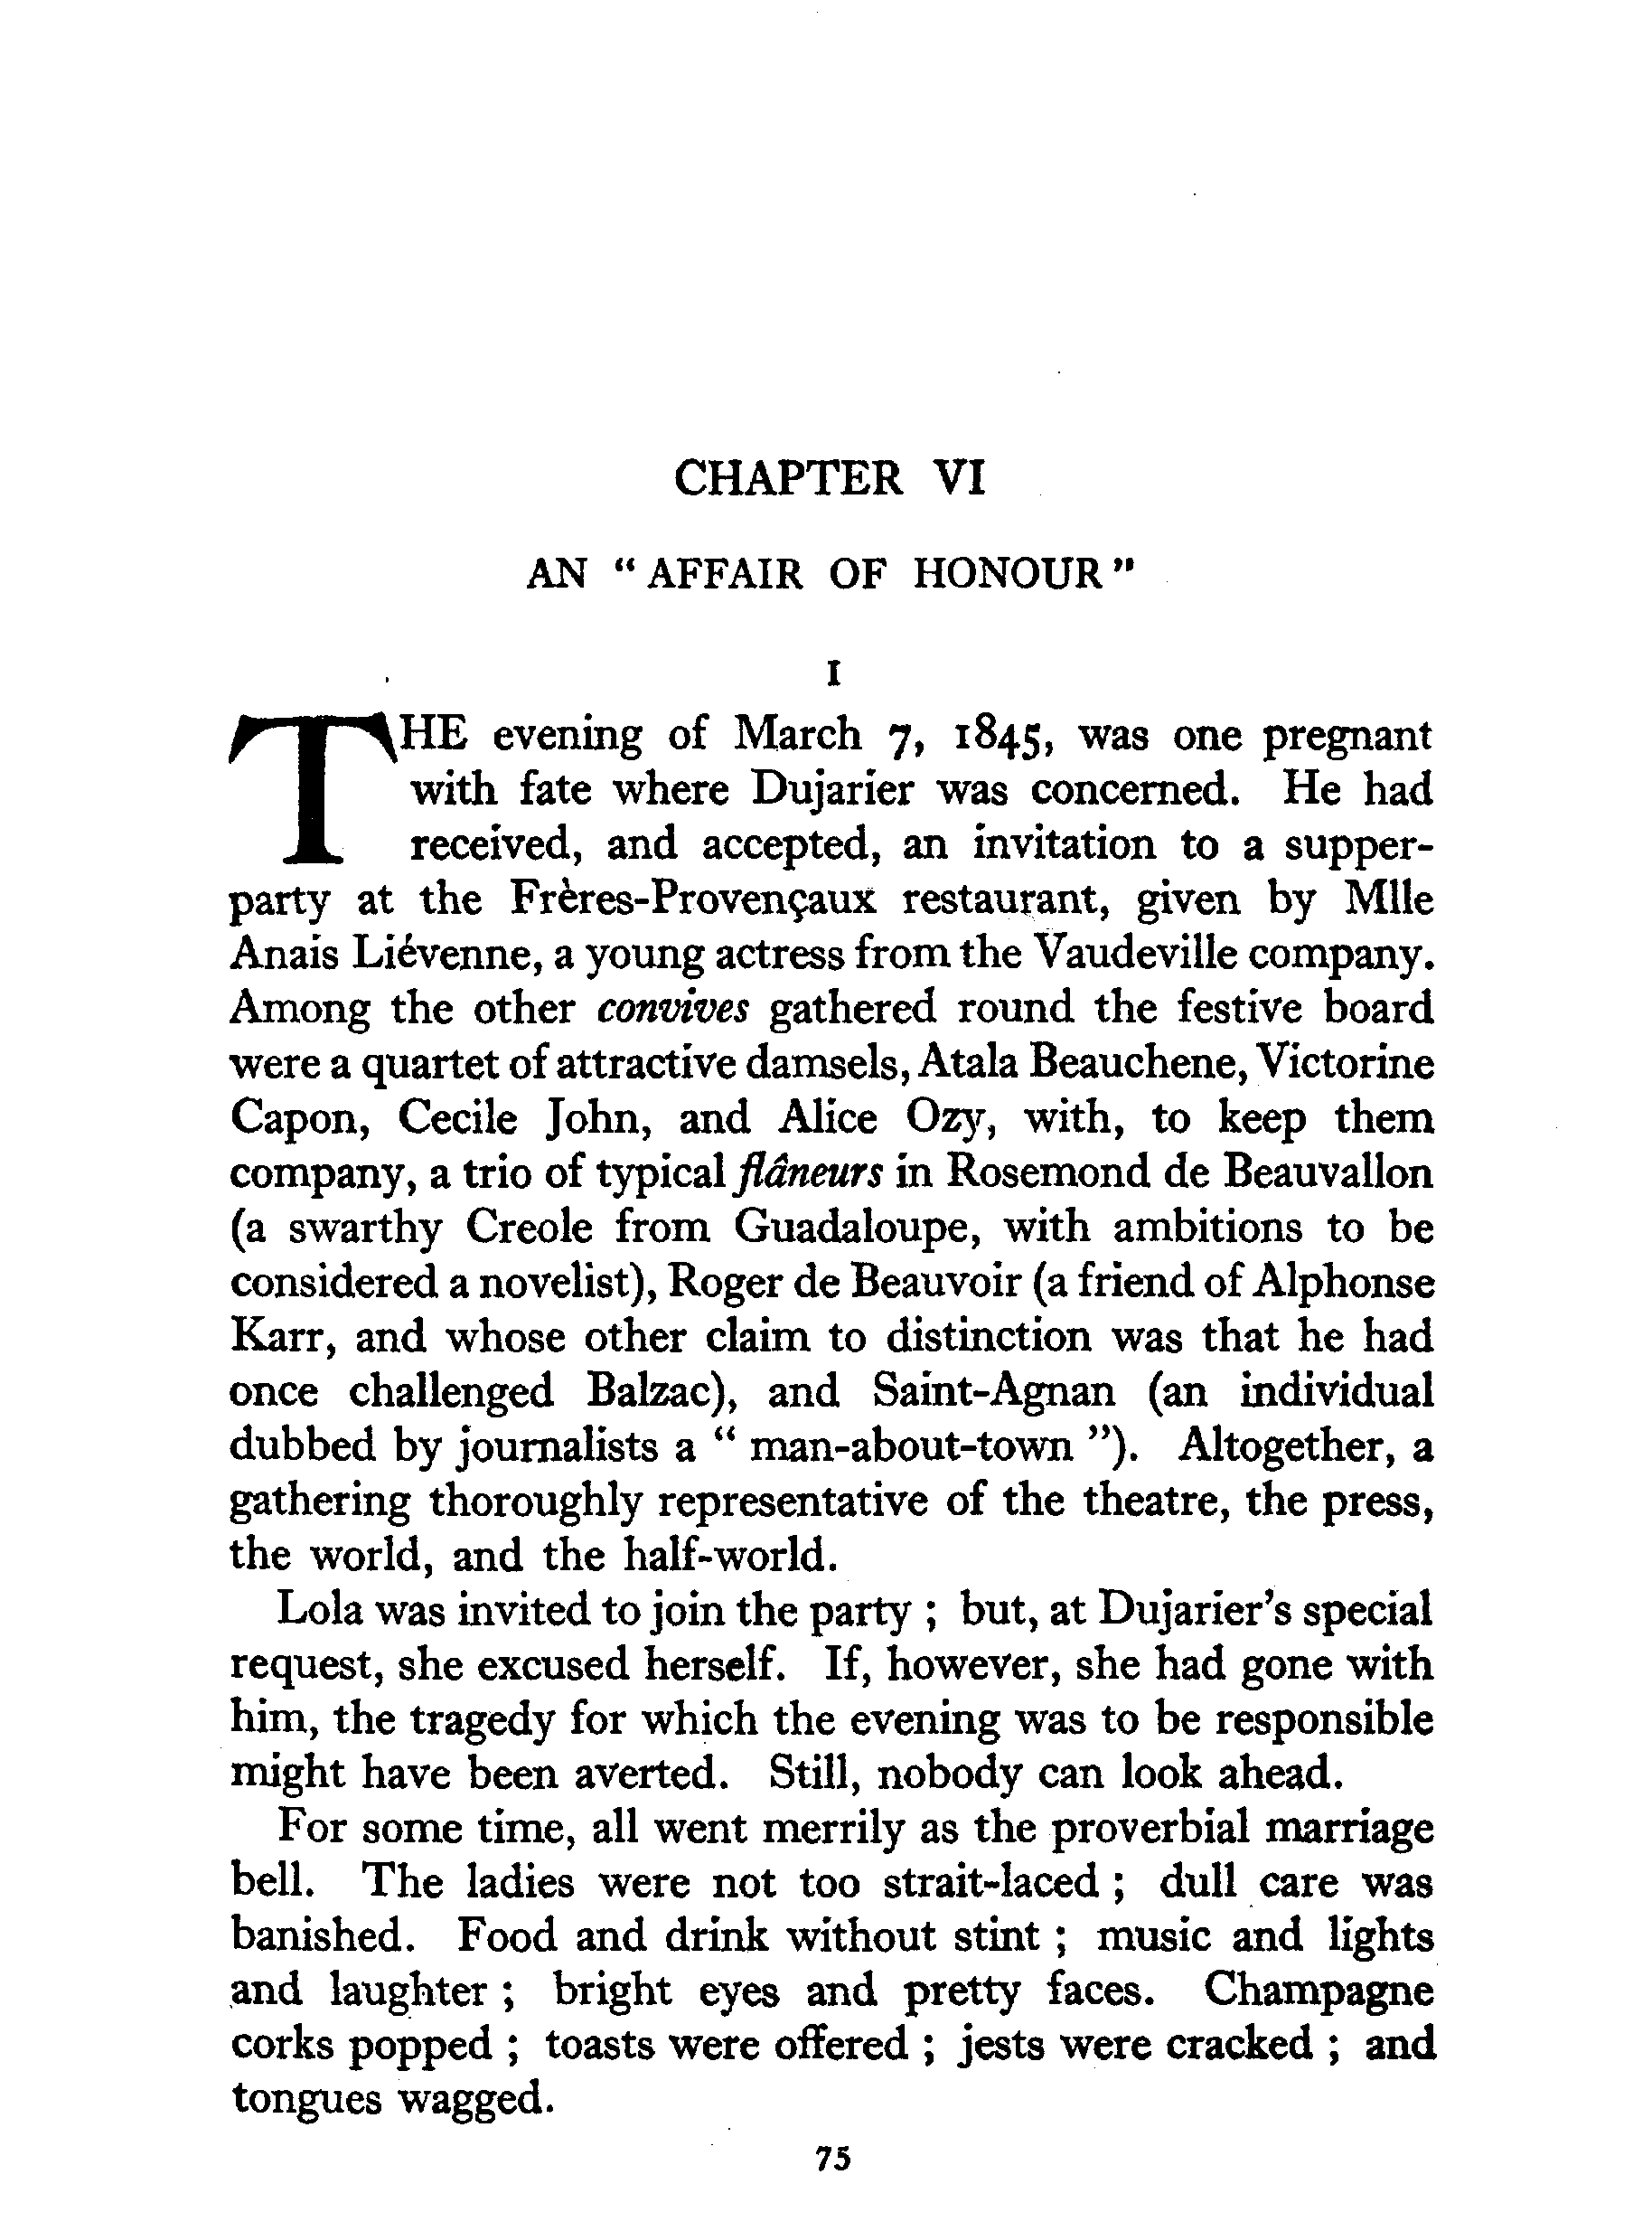 CHAPTER VI
AN “ AFFAIR OF HONOUR ”
I
THE evening of March 7, 1845, was one pregnant
with fate where Dujarier was concerned. He had
received, and accepted, an invitation to a supper-
party at the Frères-Provençaux restaurant, given by Mlle
Anais Liévenne, a young actress from the Vaudeville company.
Among the other convives gathered round the festive board
were a quartet of attractive damsels, Atala Beauchene, Victorine
Capon, Cecile John, and Alice Ozy, with, to keep them
company, a trio of typical flâneurs in Rosemond de Beauvallon
(a swarthy Creole from Guadaloupe, with ambitions to be
considered a novelist), Roger de Beauvoir (a friend of Alphonse
Karr, and whose other claim to distinction was that he had
once challenged Balzac), and Saint-Agnan (an individual
dubbed by journalists a “ man-about-town ”). Altogether, a
gathering thoroughly representative of the theatre, the press,
the world, and the half-world.
Lola was invited to join the party ; but, at Dujarier’s special
request, she excused herself. If, however, she had gone with
him, the tragedy for which the evening was to be responsible
might have been averted. Still, nobody can look ahead.
For some time, all went merrily as the proverbial marriage
bell. The ladies were not too strait-laced ; dull care was
banished. Food and drink without stint ; music and lights
and laughter ; bright eyes and pretty faces. Champagne
corks popped ; toasts were offered ; jests were cracked ; and
tongues wagged.
75